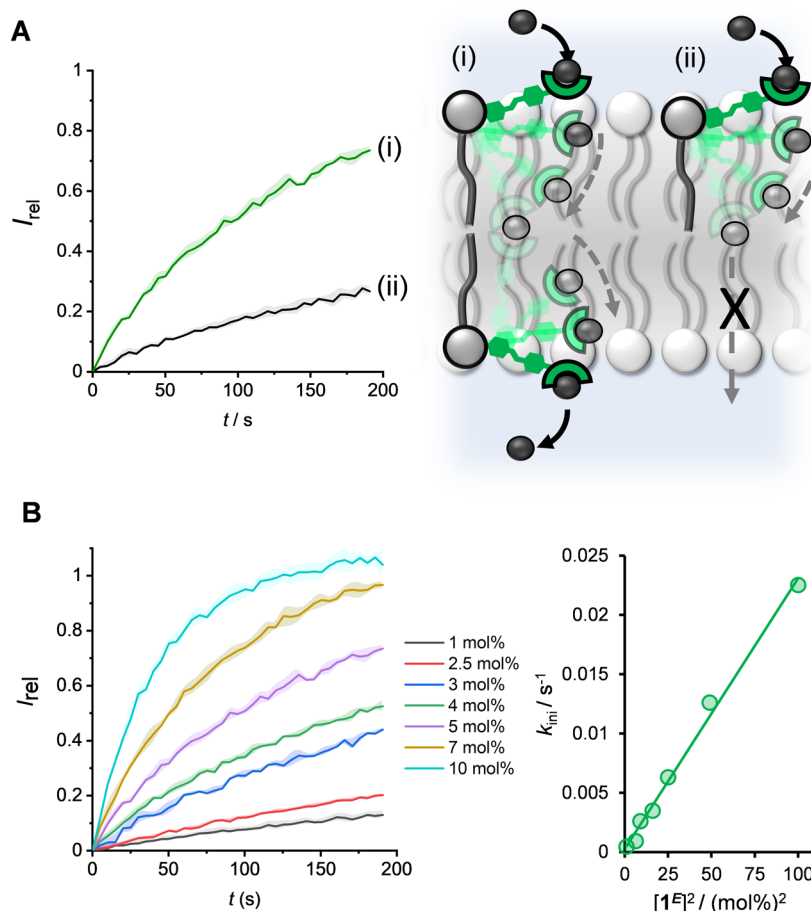 A
(i)
(ii)
I_rel
1
0.8
0.6
0.4
0.2
0
(i)
(ii)
0
50
100
150
200
t / s
X
B
I_rel
1
0.8
0.6
0.4
0.2
0
0
50
100
150
200
t (s)
1 mol%
2.5 mol%
3 mol%
4 mol%
5 mol%
7 mol%
10 mol%
k_ini / s⁻¹
0.025
0.02
0.015
0.01
0.005
0
0
25
50
75
100
[1ᴱ]² / (mol%)²